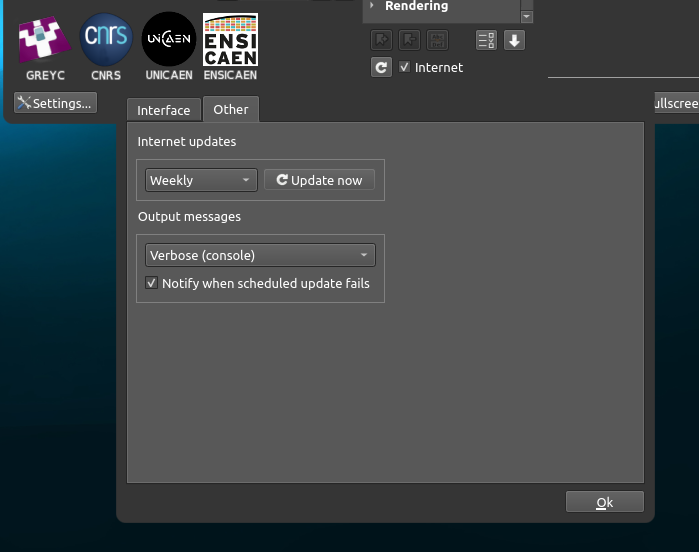 Rendering
cnrs
UNICAEN
ENSI
CAEN
GREYC
CNRS
UNICAEN
ENSICAEN
Internet
Settings...
ullscree
Interface
Other
Internet updates
Weekly
Update now
Output messages
Verbose (console)
Notify when scheduled update fails
Ok